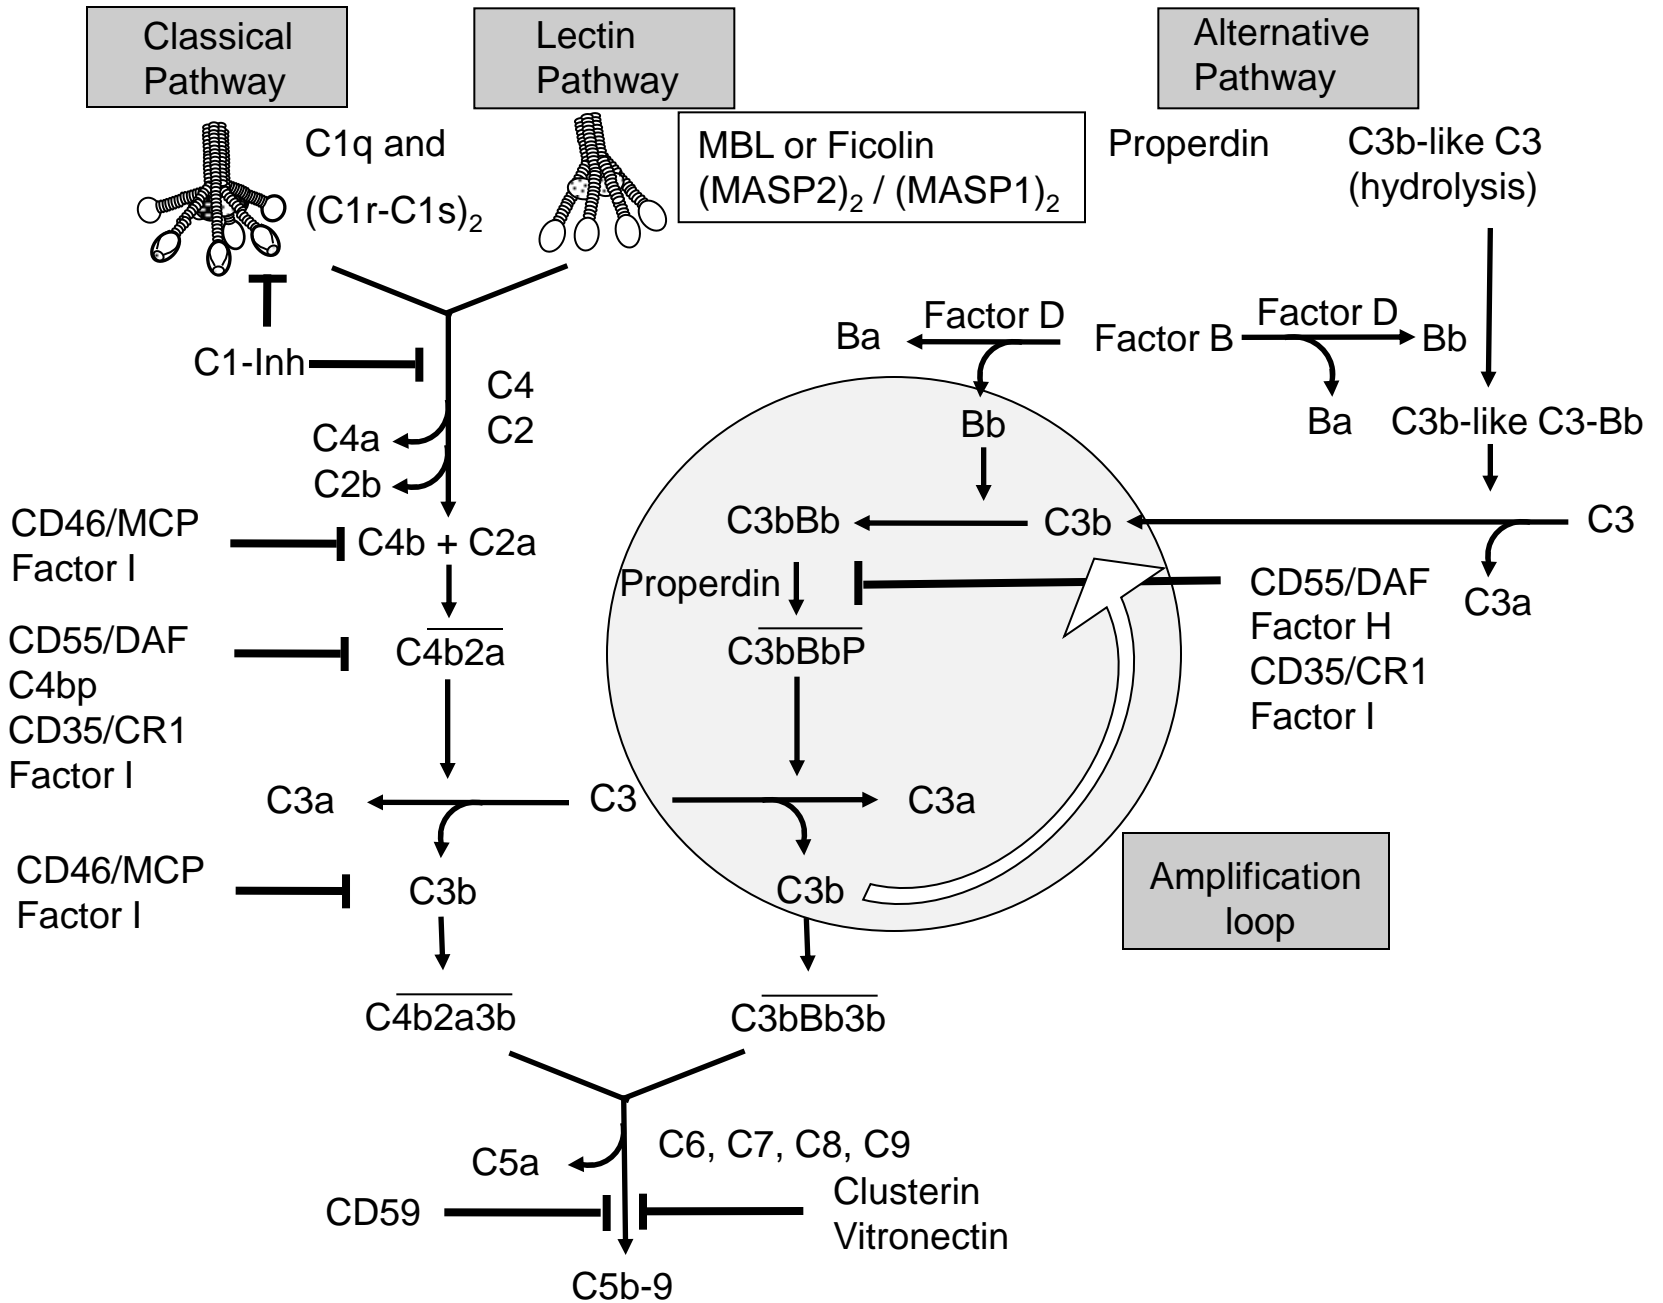 Classical
Pathway
Lectin
Pathway
Alternative
Pathway
C1q and
(C1r-C1s)2
MBL or Ficolin
(MASP2)2 / (MASP1)2
Properdin
C3b-like C3
(hydrolysis)
C1-Inh
C4
C2
C4a
C2b
Ba
Factor D
Factor B
Factor D
Bb
Ba
C3b-like C3-Bb
Bb
CD46/MCP
Factor I
C4b + C2a
C3bBb
C3b
C3
C3a
Properdin
CD55/DAF
Factor H
CD35/CR1
Factor I
CD55/DAF
C4bp
CD35/CR1
Factor I
C4b2a
C3bBbP
C3a
C3
C3a
CD46/MCP
Factor I
C3b
C3b
Amplification
loop
C4b2a3b
C3bBb3b
C5a
C6, C7, C8, C9
CD59
Clusterin
Vitronectin
C5b-9